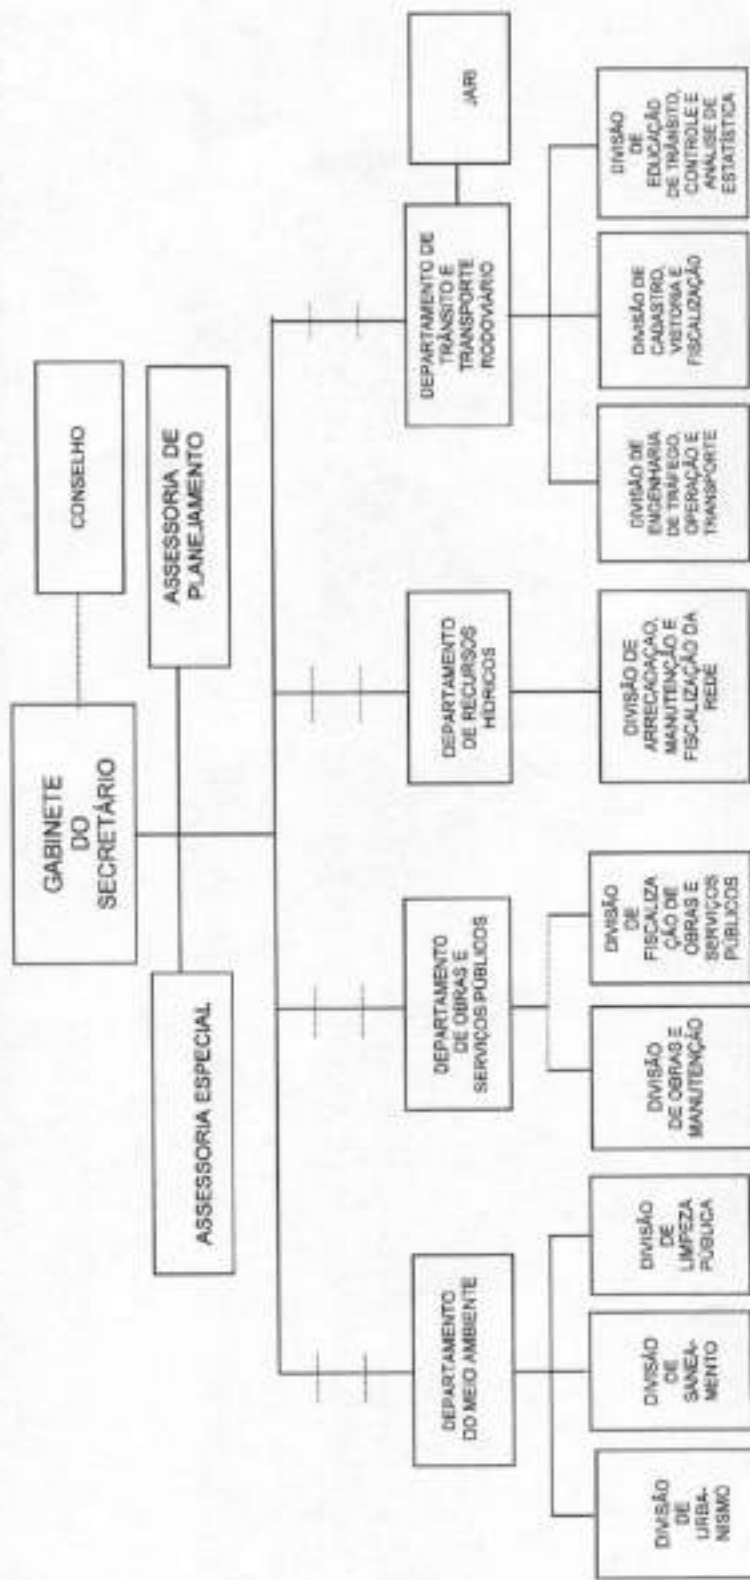 GABINETE
DO
SECRETÁRIO
CONSELHO
ASSESSORIA ESPECIAL
ASSESSORIA DE
PLANEJAMENTO
DEPARTAMENTO
DO MEIO AMBIENTE
DEPARTAMENTO
DE OBRAS E
SERVIÇOS PÚBLICOS
DEPARTAMENTO
DE RECURSOS
HÍDRICOS
DEPARTAMENTO DE
TRÂNSITO E
TRANSPORTE
RODOVIÁRIO
JARI
DIVISÃO
DE
URBA-
NISMO
DIVISÃO
DE
SANEA-
MENTO
DIVISÃO
DE
LIMPEZA
PÚBLICA
DIVISÃO
DE OBRAS E
MANUTENÇÃO
DIVISÃO
DE
FISCALIZA
ÇÃO DE
OBRAS E
SERVIÇOS
PÚBLICOS
DIVISÃO DE
ARRECADAÇÃO,
MANUTENÇÃO E
FISCALIZAÇÃO DA
REDE
DIVISÃO DE
ENGENHARIA
DE TRÁFEGO,
OPERAÇÃO E
TRANSPORTE
DIVISÃO DE
CADASTRO,
VISTORIA E
FISCALIZAÇÃO
DIVISÃO
DE
EDUCAÇÃO
DE TRÂNSITO,
CONTROLE E
ANÁLISE DE
ESTATÍSTICA